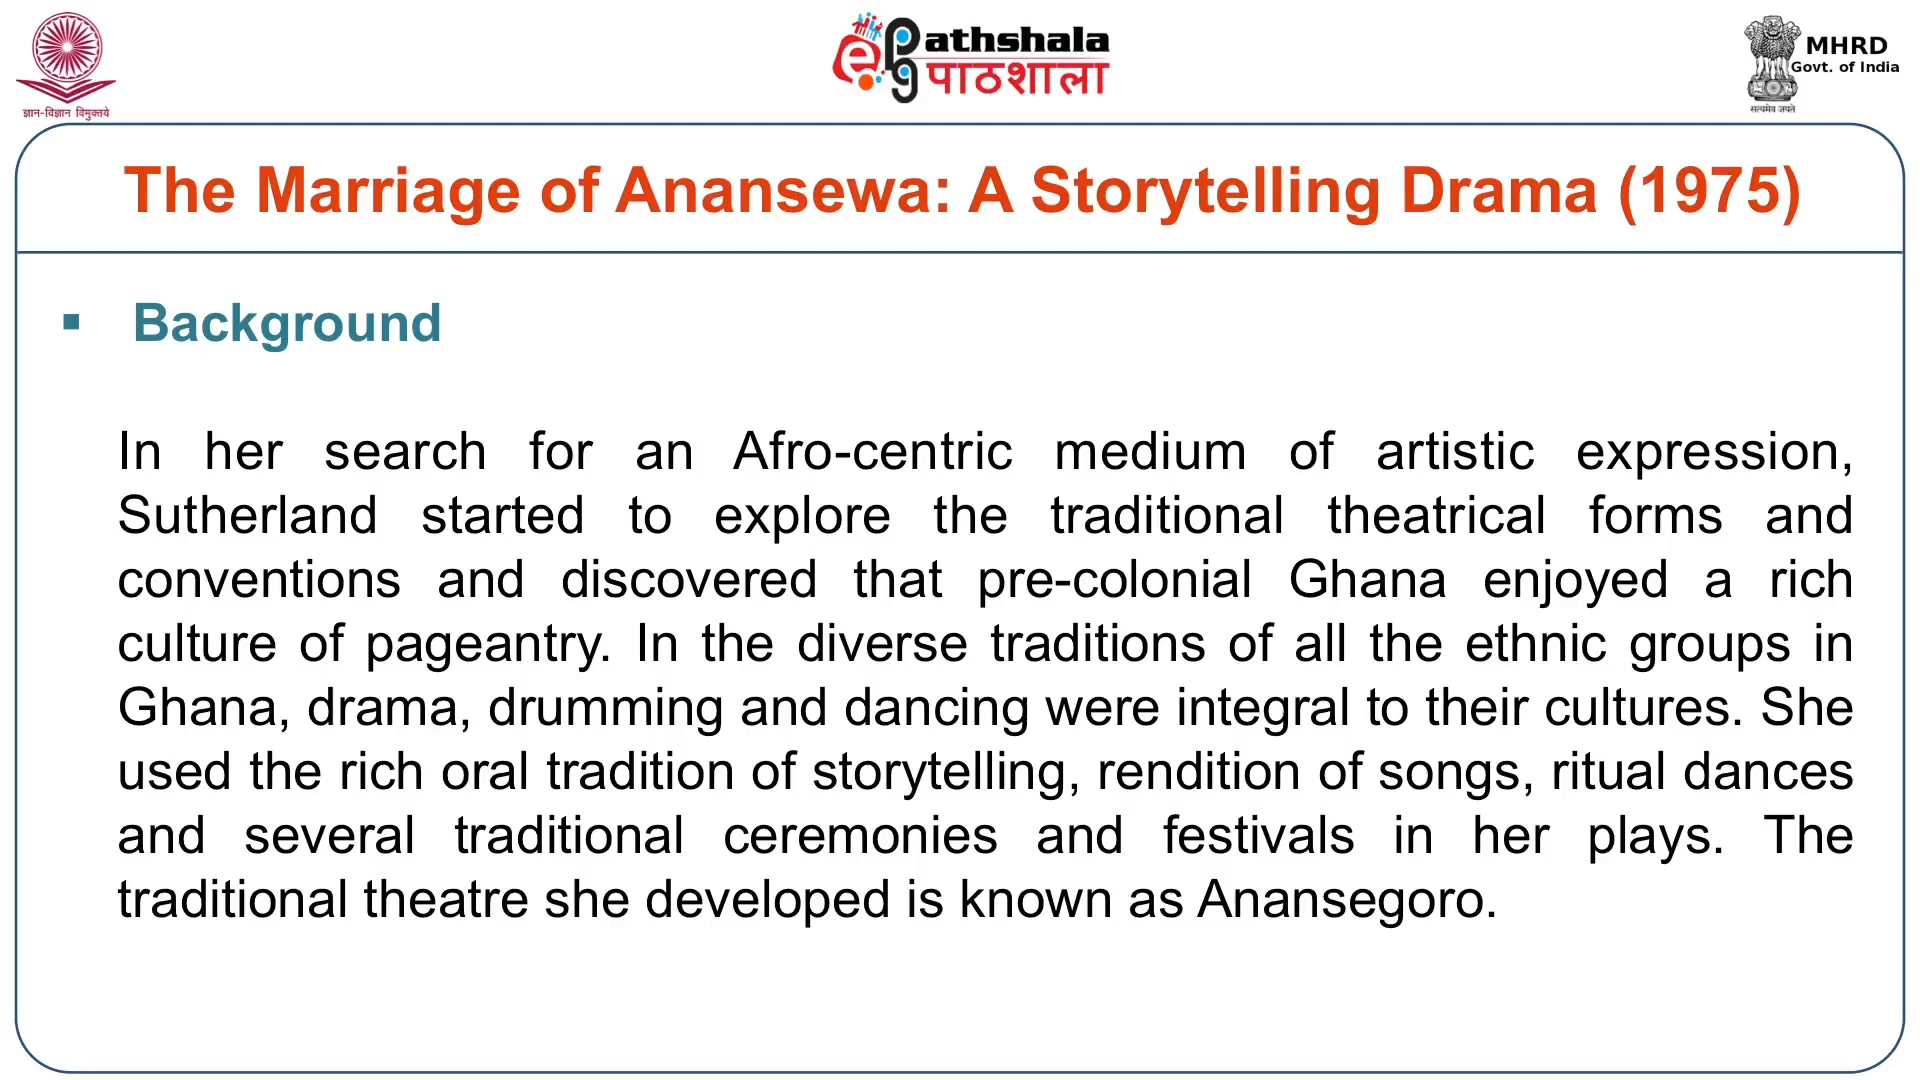 ज्ञान-विज्ञान विमुक्तये
ePathshala
पाठशाला
MHRD
Govt. of India
सत्यमेव जयते
The Marriage of Anansewa: A Storytelling Drama (1975)
▪ Background
In her search for an Afro-centric medium of artistic expression,
Sutherland started to explore the traditional theatrical forms and
conventions and discovered that pre-colonial Ghana enjoyed a rich
culture of pageantry. In the diverse traditions of all the ethnic groups in
Ghana, drama, drumming and dancing were integral to their cultures. She
used the rich oral tradition of storytelling, rendition of songs, ritual dances
and several traditional ceremonies and festivals in her plays. The
traditional theatre she developed is known as Anansegoro.